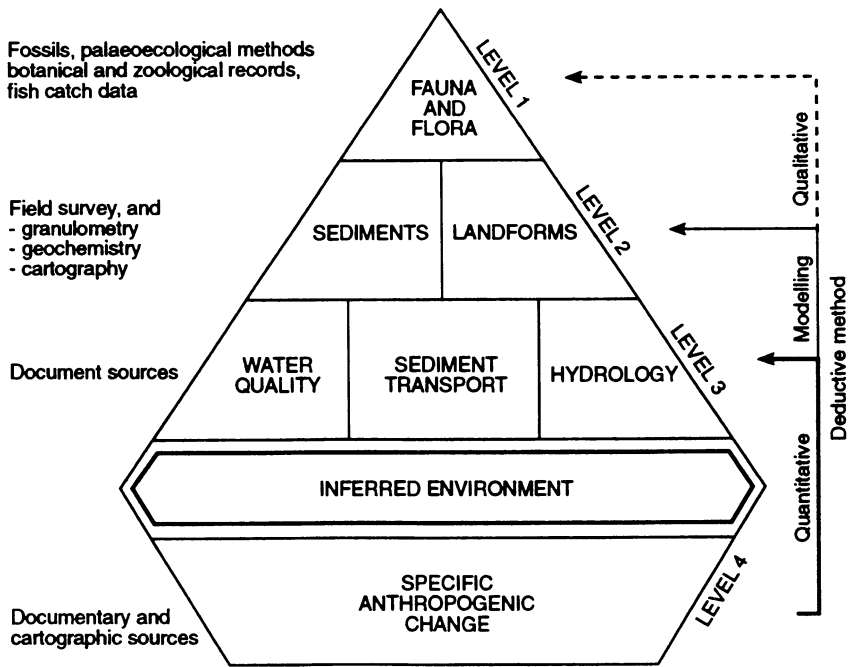 Fossils, palaeoecological methods
botanical and zoological records,
fish catch data
FAUNA
AND
FLORA
LEVEL 1
Field survey, and
- granulometry
- geochemistry
- cartography
SEDIMENTS
LANDFORMS
LEVEL 2
Document sources
WATER
QUALITY
SEDIMENT
TRANSPORT
HYDROLOGY
LEVEL 3
INFERRED ENVIRONMENT
Documentary and
cartographic sources
SPECIFIC
ANTHROPOGENIC
CHANGE
LEVEL 4
Qualitative
Modelling
Quantitative
Deductive method